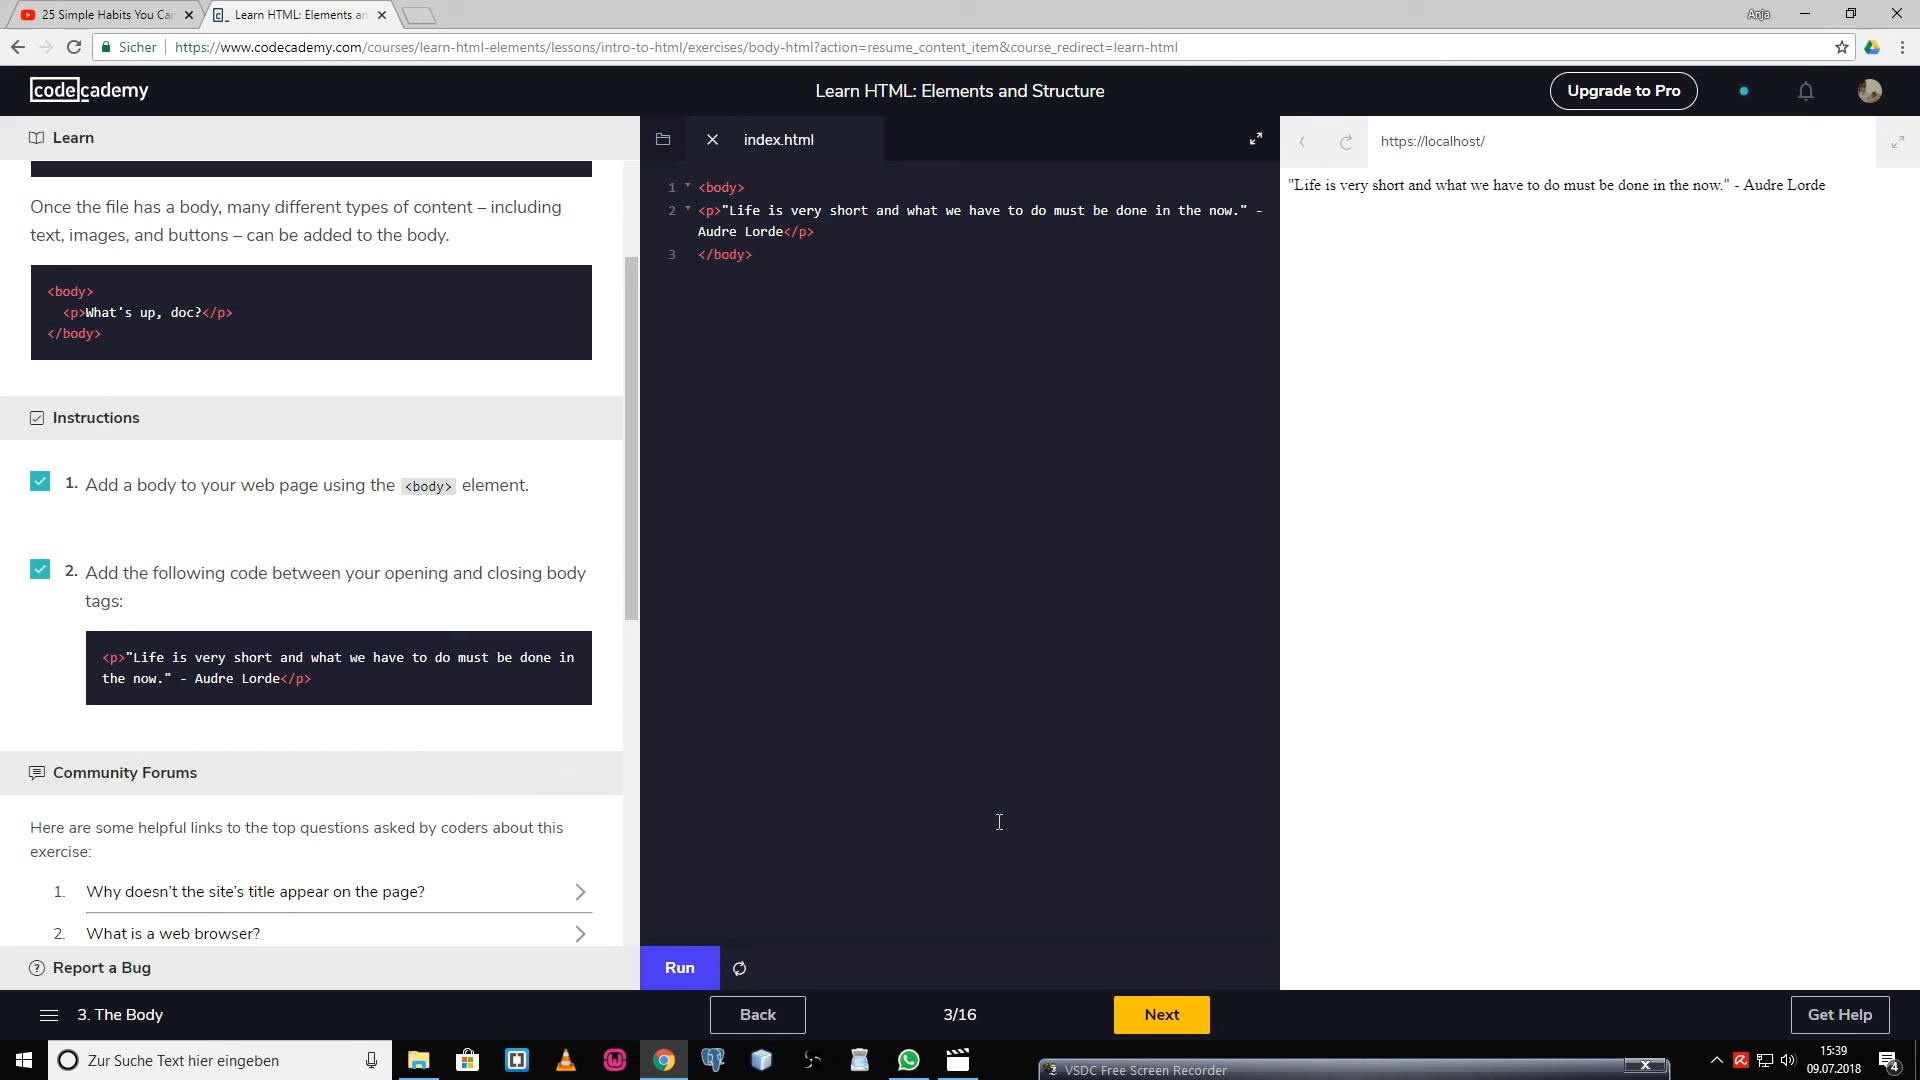 25 Simple Habits You Car
Learn HTML: Elements an
Anja
Sicher
https://www.codecademy.com/courses/learn-html-elements/lessons/intro-to-html/exercises/body-html?action=resume_content_item&course_redirect=learn-html
codecademy
Learn HTML: Elements and Structure
Upgrade to Pro
Learn
Once the file has a body, many different types of content – including
text, images, and buttons – can be added to the body.
<body>
<p>What's up, doc?</p>
</body>
Instructions
1. Add a body to your web page using the <body> element.
2. Add the following code between your opening and closing body
tags:
<p>"Life is very short and what we have to do must be done in
the now." - Audre Lorde</p>
Community Forums
Here are some helpful links to the top questions asked by coders about this
exercise:
1. Why doesn't the site's title appear on the page?
2. What is a web browser?
Report a Bug
index.html
1 <body>
2 <p>"Life is very short and what we have to do must be done in the now." -
Audre Lorde</p>
3 </body>
Run
https://localhost/
"Life is very short and what we have to do must be done in the now." - Audre Lorde
3. The Body
Back
3/16
Next
Get Help
Zur Suche Text hier eingeben
VSDC Free Screen Recorder
X
15:39
09.07.2018
4